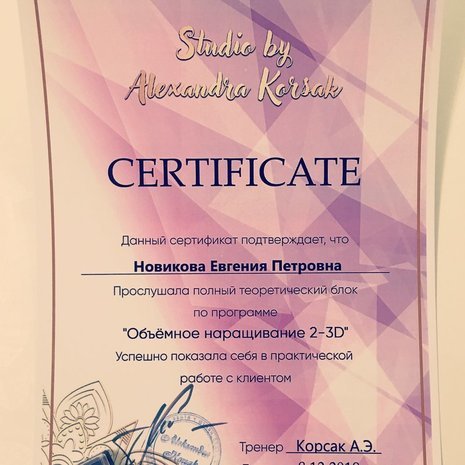 Studio by
Alexandra Korsak
CERTIFICATE
Данный сертификат подтверждает, что
Новикова Евгения Петровна
Прослушала полный теоретический блок
по программе
"Объёмное наращивание 2-3D"
Успешно показала себя в практической
работе с клиентом
Тренер Корсак А.Э.